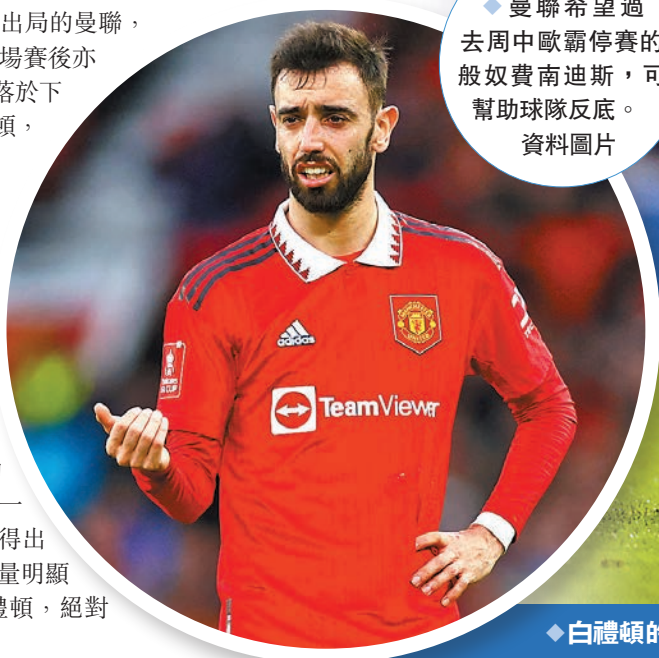 出局的曼聯，
場賽後亦
落於下
頓，
◆曼聯希望過
去周中歐霸停賽的
般奴費南迪斯，可
幫助球隊反底。
資料圖片
adidas
TeamViewer
一
得出
量明顯
禮頓，絕對
◆白禮頓的